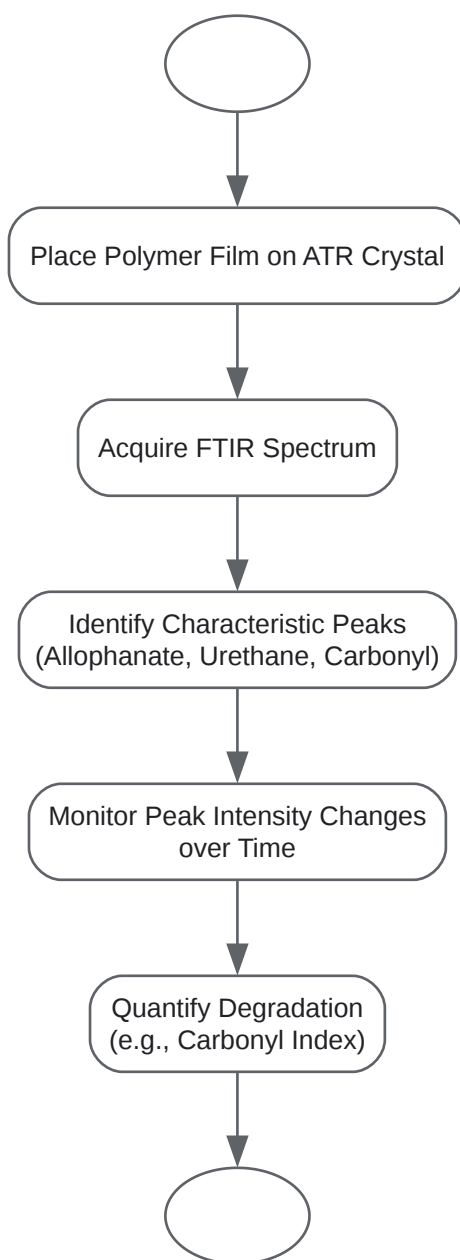 Place Polymer Film on ATR Crystal
Acquire FTIR Spectrum
Identify Characteristic Peaks
(Allophanate, Urethane, Carbonyl)
Monitor Peak Intensity Changes
over Time
Quantify Degradation
(e.g., Carbonyl Index)